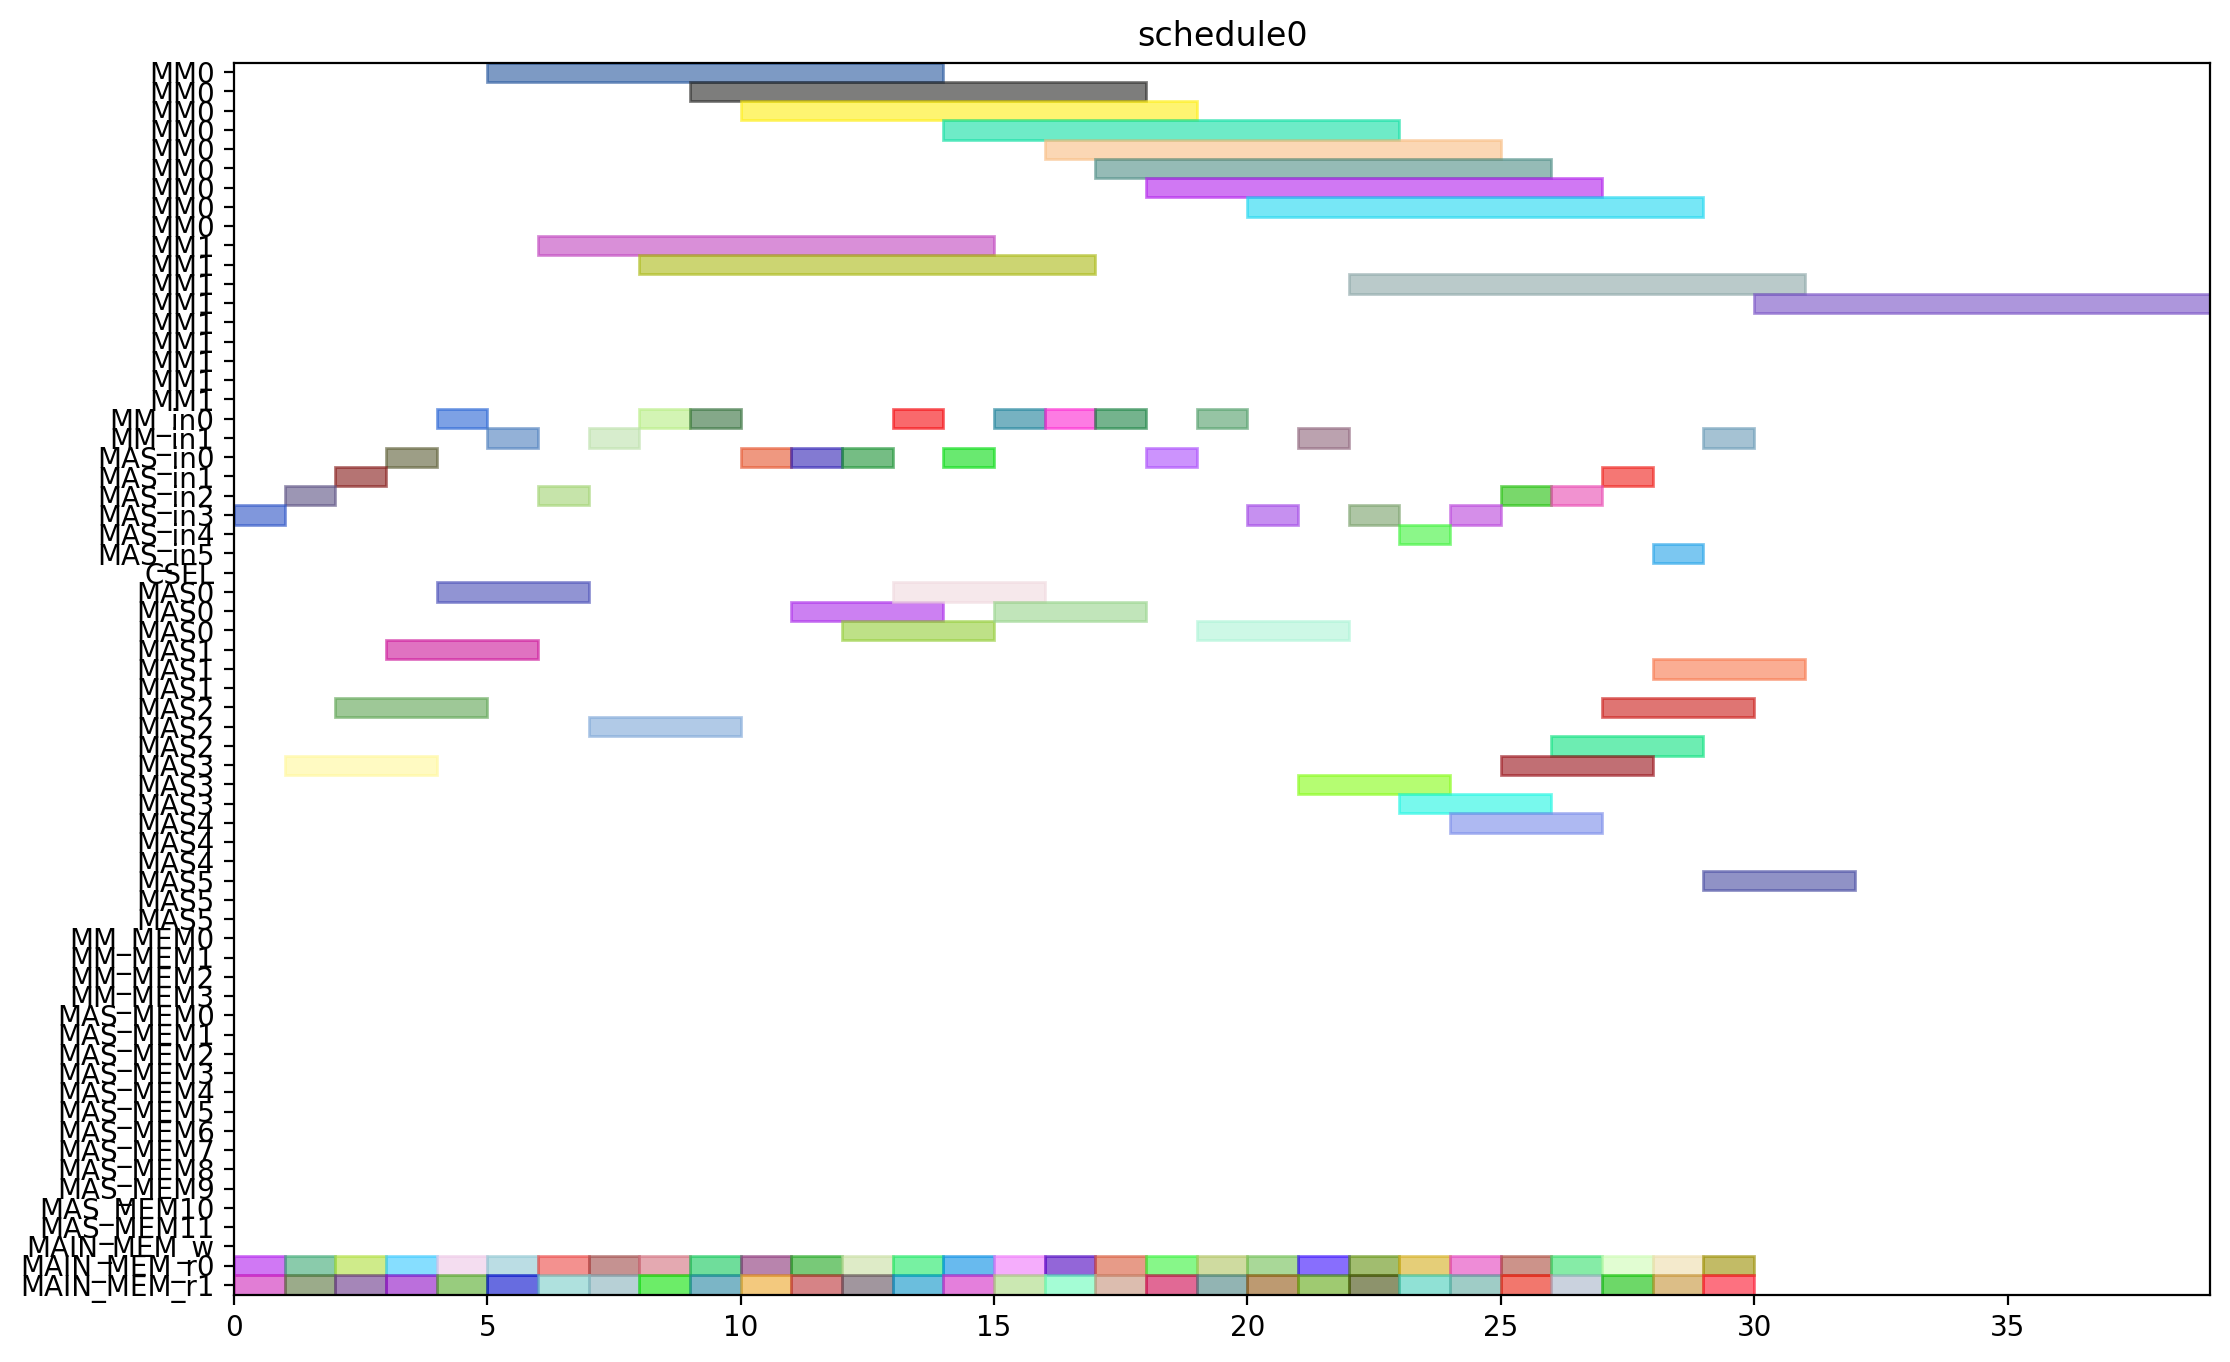 schedule0
MM0
MM0
MM0
MM0
MM0
MM0
MM0
MM0
MM0
MM1
MM1
MM1
MM1
MM1
MM1
MM1
MM1
MM1
MM_in0
MM_in1
MAS_in0
MAS_in1
MAS_in2
MAS_in3
MAS_in4
MAS_in5
CSEL
MAS0
MAS0
MAS0
MAS1
MAS1
MAS1
MAS2
MAS2
MAS2
MAS3
MAS3
MAS3
MAS4
MAS4
MAS4
MAS5
MAS5
MAS5
MM_MEM0
MM_MEM1
MM_MEM2
MM_MEM3
MAS_MEM0
MAS_MEM1
MAS_MEM2
MAS_MEM3
MAS_MEM4
MAS_MEM5
MAS_MEM6
MAS_MEM7
MAS_MEM8
MAS_MEM9
MAS_MEM10
MAS_MEM11
MAIN_MEM_w
MAIN_MEM_r0
MAIN_MEM_r1
0 5 10 15 20 25 30 35